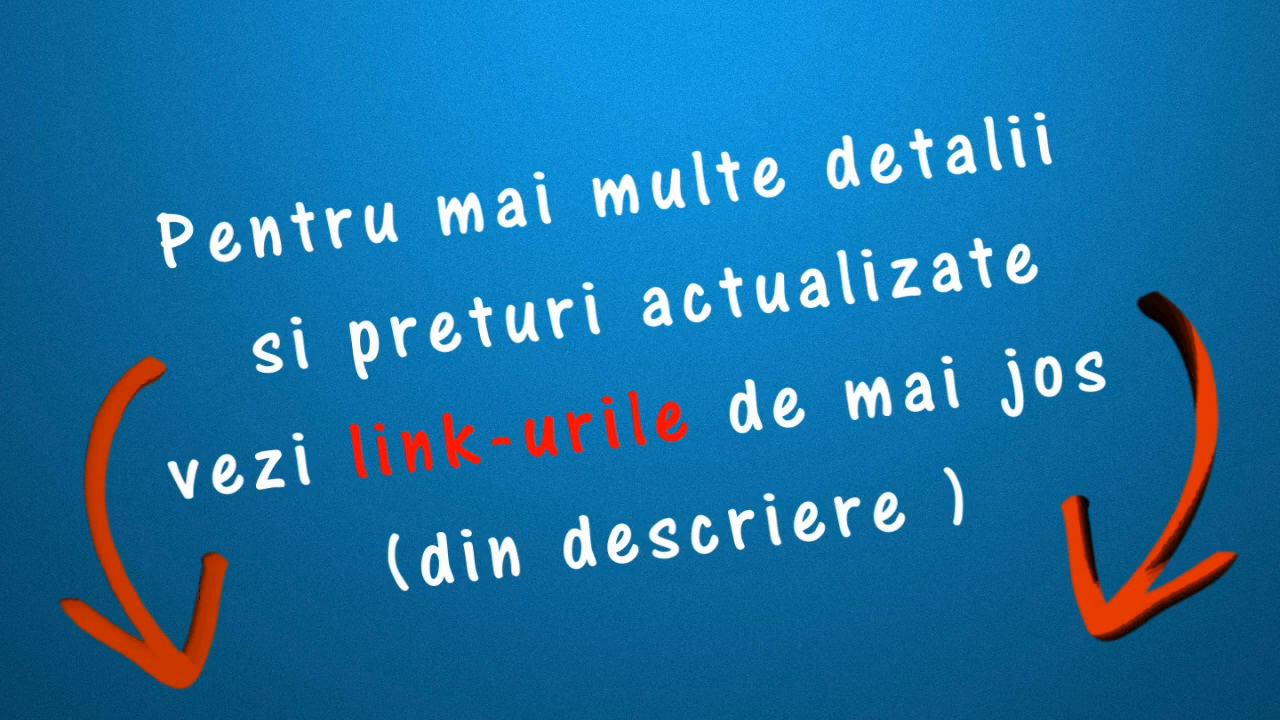 Pentru mai multe detalii
si preturi actualizate
vezi link-urile de mai jos
(din descriere )